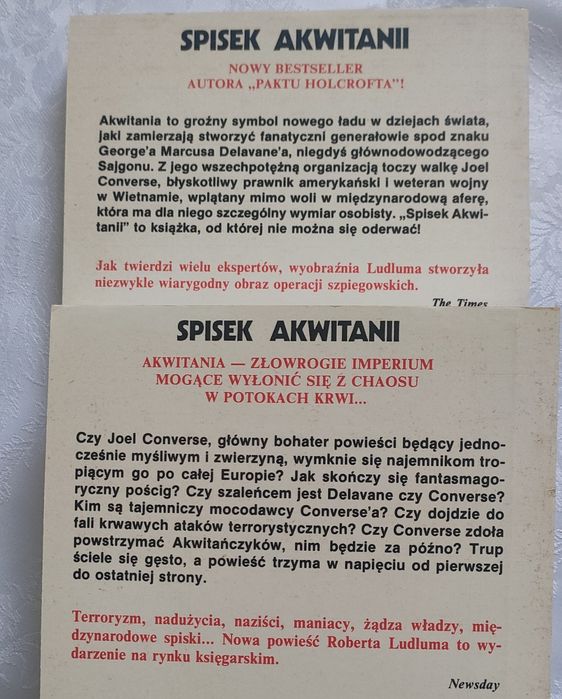 SPISEK AKWITANII
NOWY BESTSELLER
AUTORA „PAKTU HOLCROFTA”!
Akwitania to groźny symbol nowego ładu w dziejach świata,
jaki zamierzają stworzyć fanatyczni generałowie spod znaku
George'a Marcusa Delavane'a, niegdyś głównodowodzącego
Sajgonu. Z jego wszechpotężną organizacją toczy walkę Joel
Converse, błyskotliwy prawnik amerykański i weteran wojny
w Wietnamie, wplątany mimo woli w międzynarodową aferę,
która ma dla niego szczególny wymiar osobisty. „Spisek Akwi-
tanii” to książka, od której nie można się oderwać!
Jak twierdzi wielu ekspertów, wyobraźnia Ludluma stworzyła
niezwykle wiarygodny obraz operacji szpiegowskich.
The Times
SPISEK AKWITANII
AKWITANIA — ZŁOWROGIE IMPERIUM
MOGĄCE WYŁONIĆ SIĘ Z CHAOSU
W POTOKACH KRWI...
Czy Joel Converse, główny bohater powieści będący jedno-
cześnie myśliwym i zwierzyną, wymknie się najemnikom tro-
piącym go po całej Europie? Jak skończy się fantasmago-
ryczny pościg? Czy szaleńcem jest Delavane czy Converse?
Kim są tajemniczy mocodawcy Converse'a? Czy dojdzie do
fali krwawych ataków terrorystycznych? Czy Converse zdoła
powstrzymać Akwitańczyków, nim będzie za późno? Trup
ściele się gęsto, a powieść trzyma w napięciu od pierwszej
do ostatniej strony.
Terroryzm, nadużycia, naziści, maniacy, żądza władzy, mię-
dzynarodowe spiski... Nowa powieść Roberta Ludluma to wy-
darzenie na rynku księgarskim.
Newsday